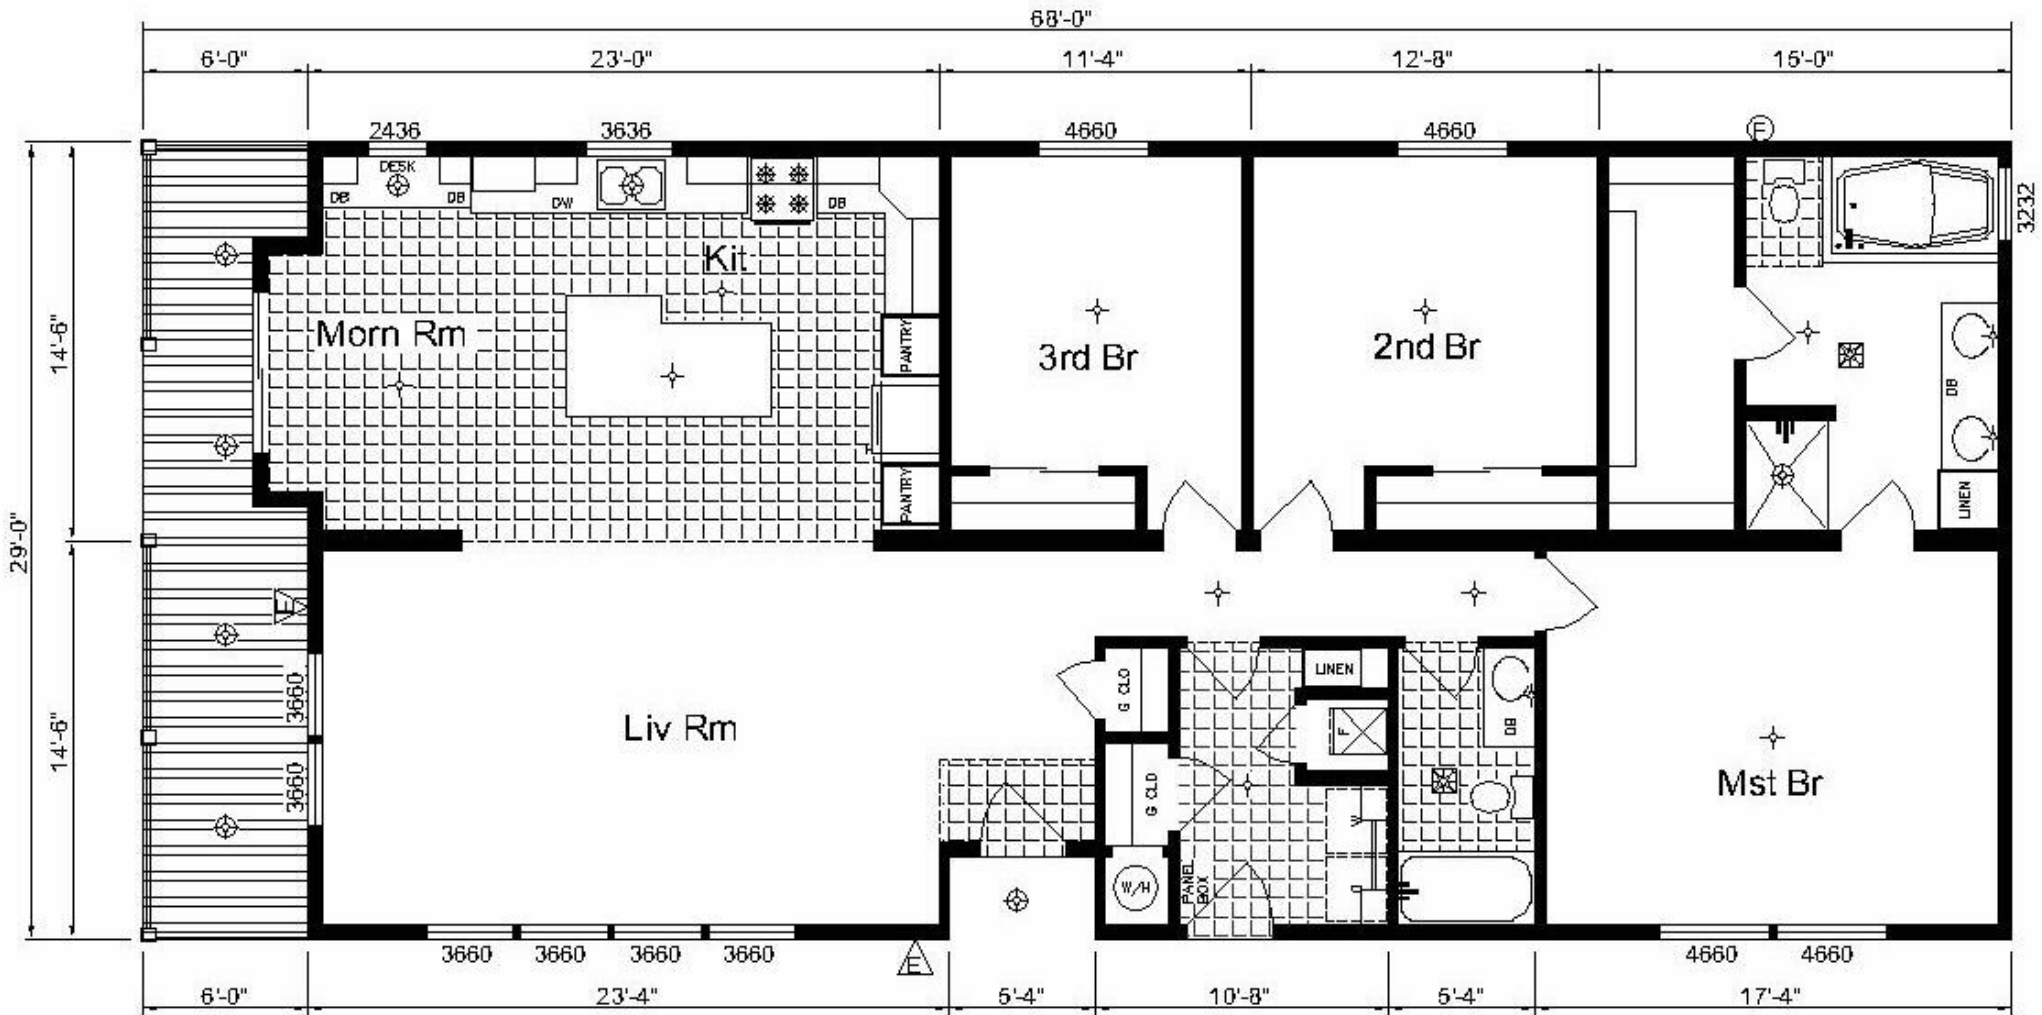 68'-0"
6'-0" 23'-0" 11'-4" 12'-8" 15'-0"
2436 3636 4660 4660 E
DESK
DB DB DW DB
3232
Kit
Morn Rm
PANTRY
3rd Br
2nd Br
DB
14'-6"
PANTRY
LINEN
29'-0"
E
G CLO
LINEN
3660
F
DB
Liv Rm
14'-6"
3660
G CLO
Mst Br
W
W/H
PANEL
BOX
D
3660 3660 3660 3660
E
4660 4660
6'-0" 23'-4" 5'-4" 10'-8" 5'-4" 17'-4"